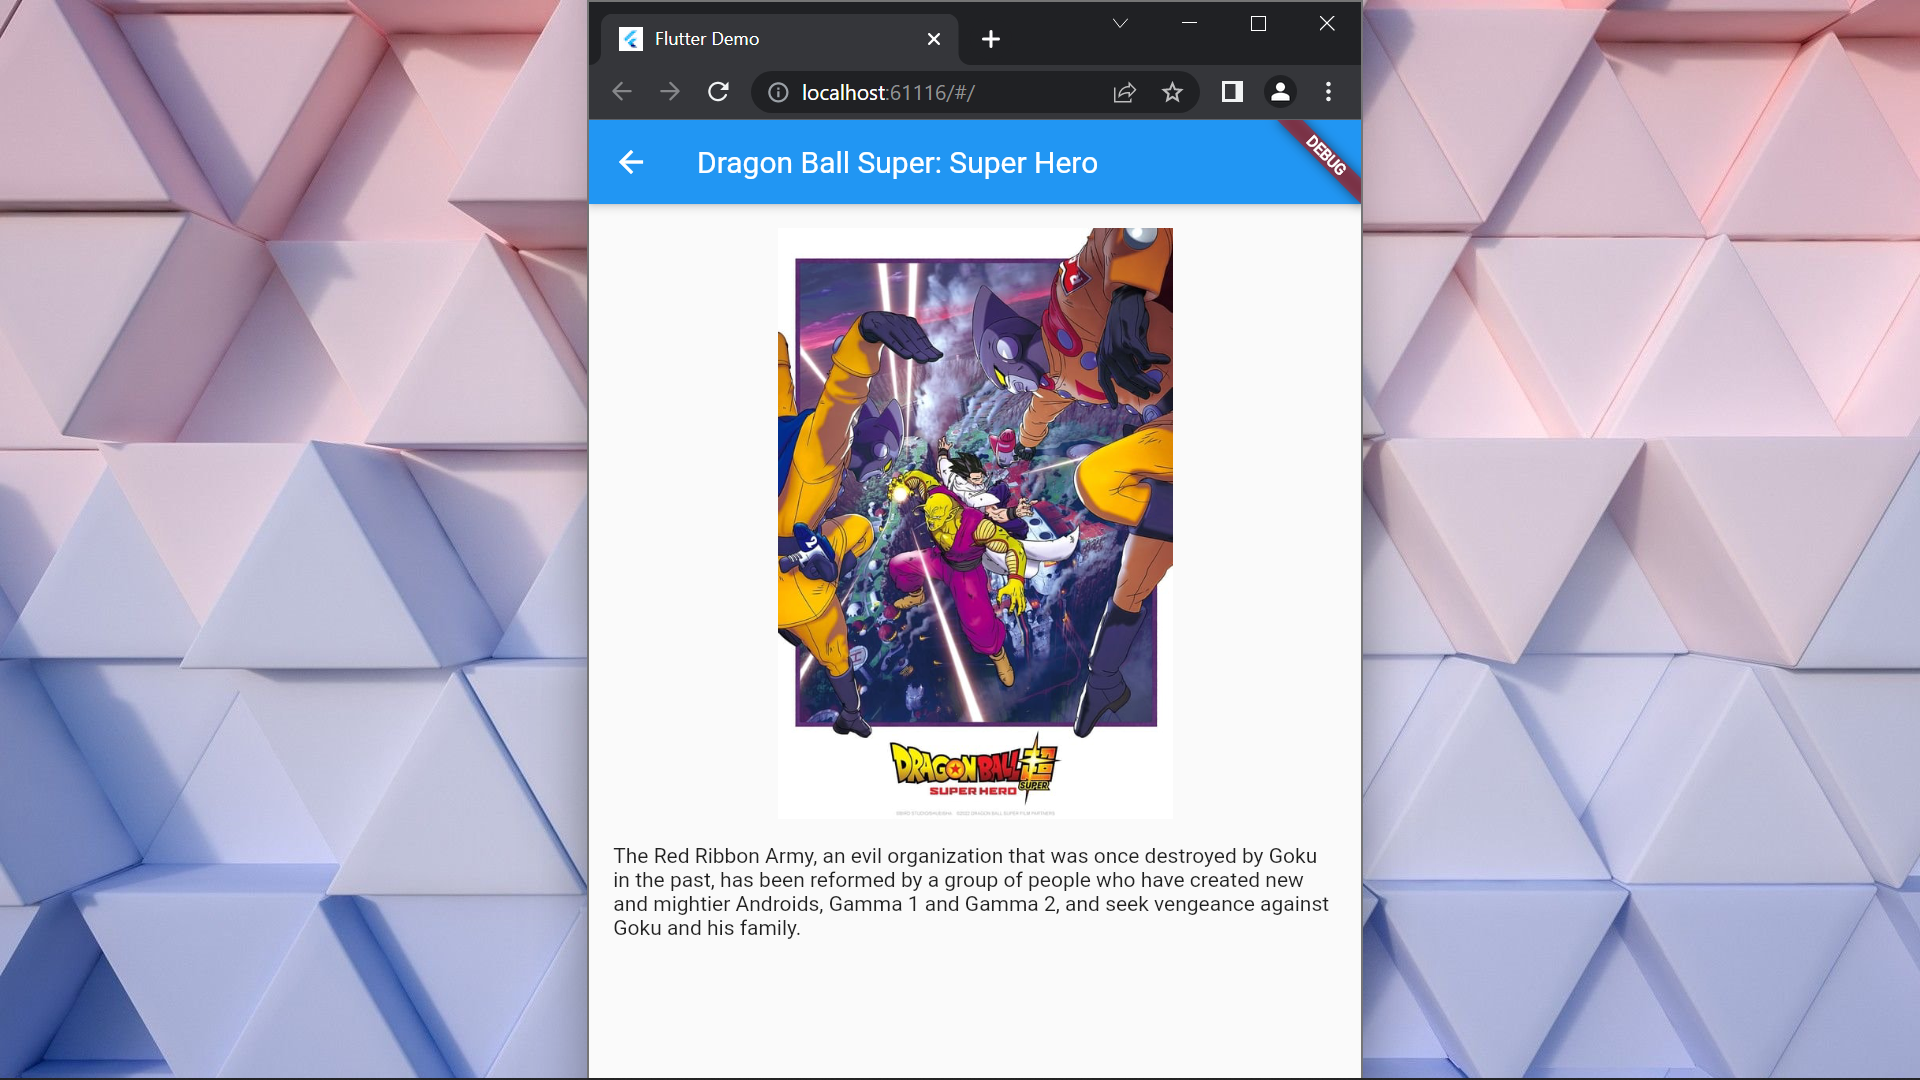 Flutter Demo
localhost:61116/#/
Dragon Ball Super: Super Hero
DEBUG
DRAGON BALL 超
SUPER
SUPER HERO
The Red Ribbon Army, an evil organization that was once destroyed by Goku
in the past, has been reformed by a group of people who have created new
and mightier Androids, Gamma 1 and Gamma 2, and seek vengeance against
Goku and his family.